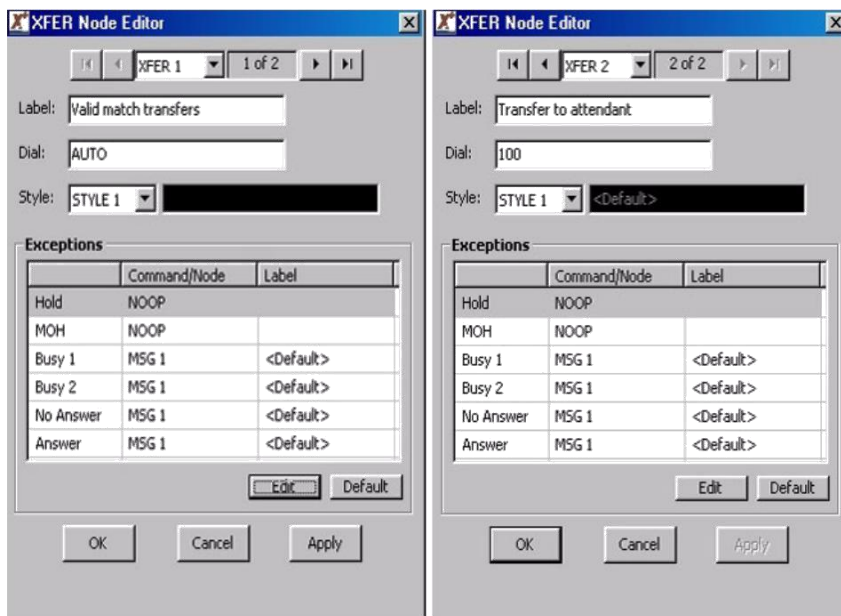 XFER Node Editor
XFER 1
1 of 2
Label: Valid match transfers
Dial: AUTO
Style: STYLE 1
Exceptions
Command/Node Label
Hold NOOP
MOH NOOP
Busy 1 MSG 1 <Default>
Busy 2 MSG 1 <Default>
No Answer MSG 1 <Default>
Answer MSG 1 <Default>
Edit Default
OK Cancel Apply
XFER Node Editor
XFER 2
2 of 2
Label: Transfer to attendant
Dial: 100
Style: STYLE 1 <Default>
Exceptions
Command/Node Label
Hold NOOP
MOH NOOP
Busy 1 MSG 1 <Default>
Busy 2 MSG 1 <Default>
No Answer MSG 1 <Default>
Answer MSG 1 <Default>
Edit Default
OK Cancel Apply